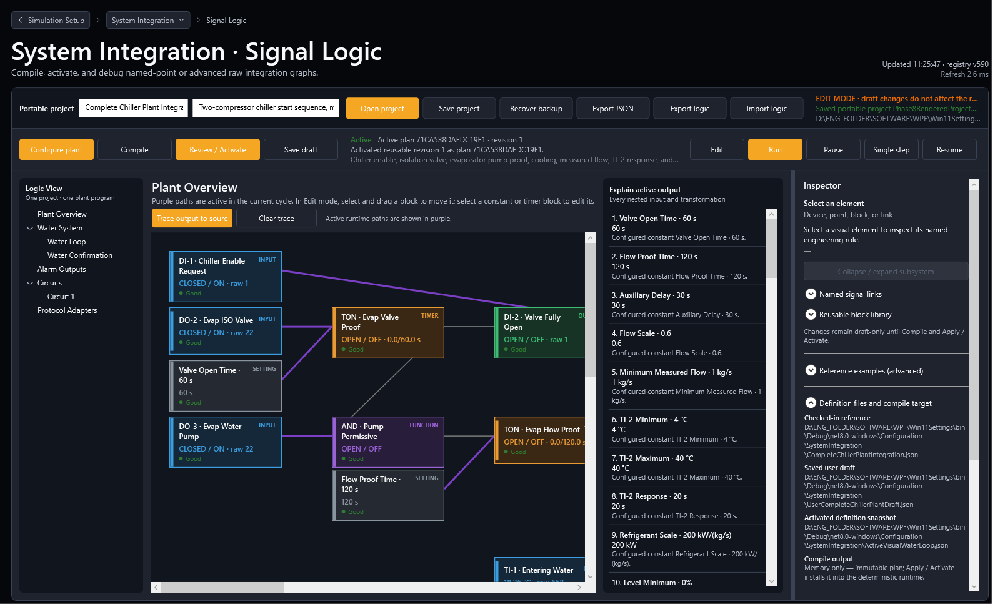 Simulation Setup
System Integration
Signal Logic
System Integration · Signal Logic
Compile, activate, and debug named-point or advanced raw integration graphs.
Updated 11:25:47 · registry v590
Refresh 2.6 ms
Portable project
Complete Chiller Plant Integra
Two-compressor chiller start sequence, m
Open project
Save project
Recover backup
Export JSON
Export logic
Import logic
EDIT MODE · draft changes do not affect the r...
Saved portable project Phase8RenderedProject....
D:\ENG_FOLDER\SOFTWARE\WPF\Win11Setting...
Configure plant
Compile
Review / Activate
Save draft
Active Active plan 71CA538DAEDC19F1 · revision 1
Activated reusable revision 1 as plan 71CA538DAEDC19F1.
Chiller enable, isolation valve, evaporator pump proof, cooling, measured flow, TI-2 response, and...
Edit
Run
Pause
Single step
Resume
Logic View
One project · one plant program
Plant Overview
Water System
Water Loop
Water Confirmation
Alarm Outputs
Circuits
Circuit 1
Protocol Adapters
Plant Overview
Purple paths are active in the current cycle. In Edit mode, select and drag a block to move it; select a constant or timer block to edit its
Trace output to sourc
Clear trace
Active runtime paths are shown in purple.
DI-1 · Chiller Enable
Request
INPUT
CLOSED / ON · raw 1
Good
DO-2 · Evap ISO Valve
INPUT
CLOSED / ON · raw 22
Good
TON · Evap Valve
Proof
TIMER
OPEN / OFF · 0.0/60.0 s
Good
DI-2 · Valve Fully
Open
OPEN / OFF · raw 1
Good
Valve Open Time ·
60 s
SETTING
60 s
Good
DO-3 · Evap Water
Pump
INPUT
CLOSED / ON · raw 22
Good
AND · Pump
Permissive
FUNCTION
OPEN / OFF
Good
TON · Evap Flow Proof
OPEN / OFF · 0.0/120.0 s
Good
Flow Proof Time ·
120 s
SETTING
120 s
Good
TI-1 · Entering Water
Explain active output
Every nested input and transformation
1. Valve Open Time · 60 s
60 s
Configured constant Valve Open Time · 60 s.
2. Flow Proof Time · 120 s
120 s
Configured constant Flow Proof Time · 120 s.
3. Auxiliary Delay · 30 s
30 s
Configured constant Auxiliary Delay · 30 s.
4. Flow Scale · 0.6
0.6
Configured constant Flow Scale · 0.6.
5. Minimum Measured Flow · 1 kg/s
1 kg/s
Configured constant Minimum Measured Flow · 1
kg/s.
6. TI-2 Minimum · 4 °C
4 °C
Configured constant TI-2 Minimum · 4 °C.
7. TI-2 Maximum · 40 °C
40 °C
Configured constant TI-2 Maximum · 40 °C.
8. TI-2 Response · 20 s
20 s
Configured constant TI-2 Response · 20 s.
9. Refrigerant Scale · 200 kW/(kg/s)
200 kW
Configured constant Refrigerant Scale · 200 kW/
(kg/s).
10. Level Minimum · 0%
Inspector
Select an element
Device, point, block, or link
Select a visual element to inspect its named
engineering role.
—
Collapse / expand subsystem
Named signal links
Reusable block library
Changes remain draft-only until Compile and Apply /
Activate.
Reference examples (advanced)
Definition files and compile target
Checked-in reference
D:\ENG_FOLDER\SOFTWARE\WPF\Win11Settings\bin
\Debug\net8.0-windows\Configuration
\SystemIntegration
\CompleteChillerPlantIntegration.json
Saved user draft
D:\ENG_FOLDER\SOFTWARE\WPF\Win11Settings\bin
\Debug\net8.0-windows\Configuration
\SystemIntegration
\UserCompleteChillerPlantDraft.json
Activated definition snapshot
D:\ENG_FOLDER\SOFTWARE\WPF\Win11Settings\bin
\Debug\net8.0-windows\Configuration
\SystemIntegration\ActiveVisualWaterLoop.json
Compile output
Memory only — immutable plan; Apply / Activate
installs it into the deterministic runtime.